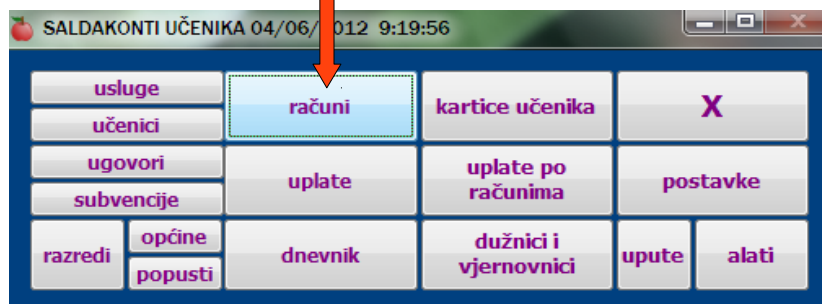 SALDAKONTI UČENIKA 04/06/2012 9:19:56
usluge
učenici
računi
kartice učenika
X
ugovori
subvencije
uplate
uplate po
računima
postavke
razredi
općine
popusti
dnevnik
dužnici i
vjernovnici
upute
alati